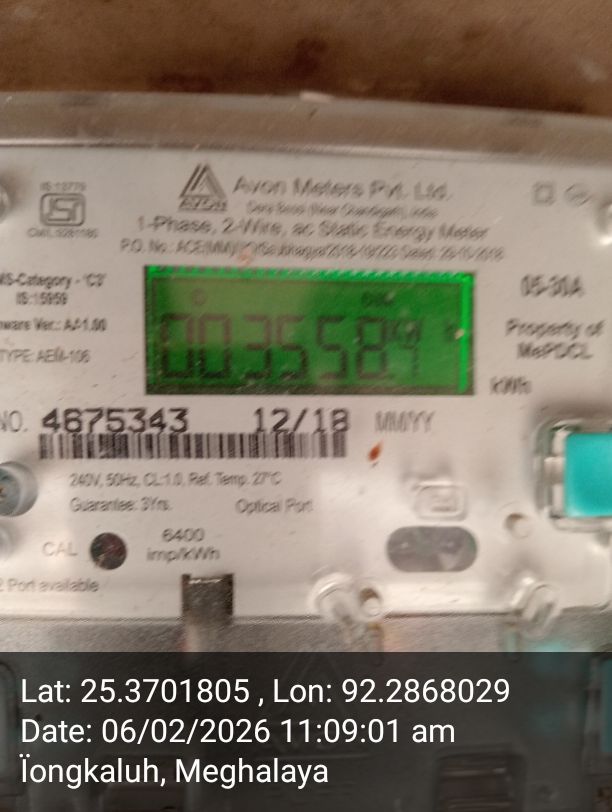 IS:13779
AVON
Avon Meters Pvt. Ltd.
1-Phase, 2-Wire, ac Static Energy Meter
MS-Category - 'C3'
IS:15959
05-30A
Property of
MePDCL
TYPE: AEM-106
kWh
NO. 4875343 12/18 MM/YY
240V, 50Hz, CL:1.0, Ref. Temp. 27°C
Guarantee: 3Yrs. Optical Port
CAL 6400
imp/kWh
Port available
Lat: 25.3701805 , Lon: 92.2868029
Date: 06/02/2026 11:09:01 am
Ïongkaluh, Meghalaya